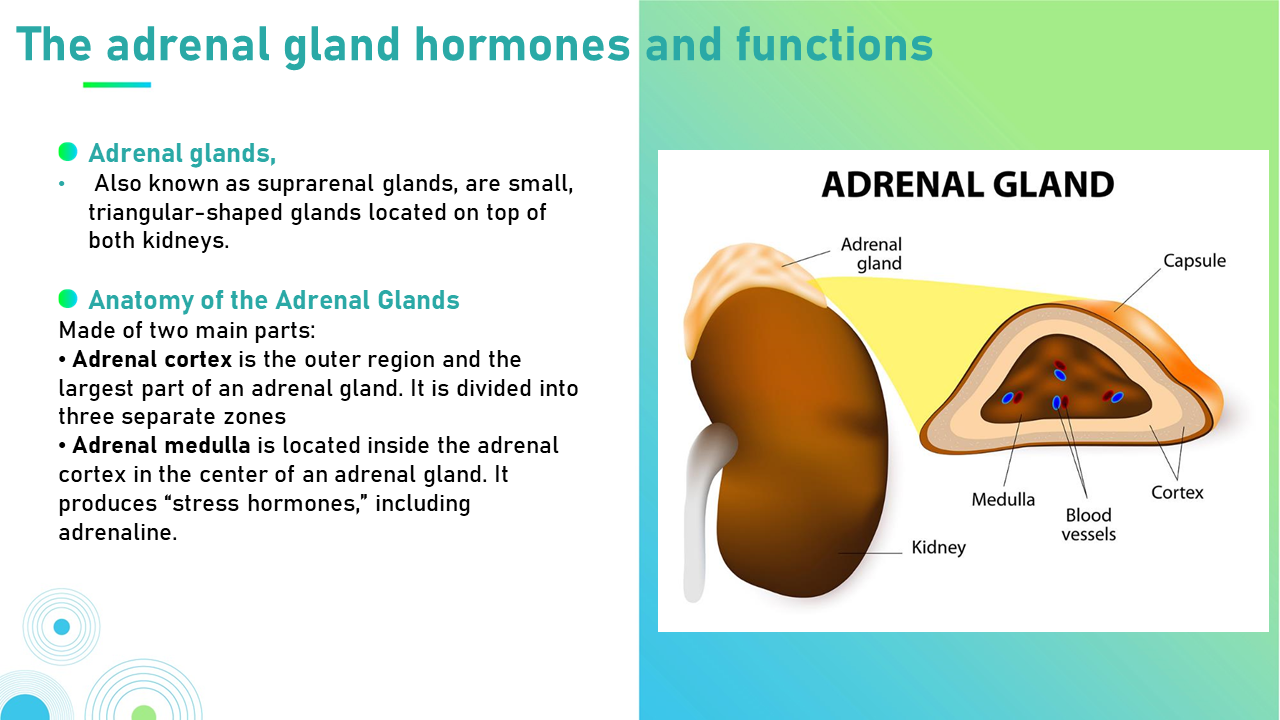 The adrenal gland hormones and functions
Adrenal glands,
• Also known as suprarenal glands, are small,
triangular-shaped glands located on top of
both kidneys.
Anatomy of the Adrenal Glands
Made of two main parts:
• Adrenal cortex is the outer region and the
largest part of an adrenal gland. It is divided into
three separate zones
• Adrenal medulla is located inside the adrenal
cortex in the center of an adrenal gland. It
produces “stress hormones,” including
adrenaline.
ADRENAL GLAND
Adrenal
gland
Capsule
Medulla
Blood
vessels
Cortex
Kidney